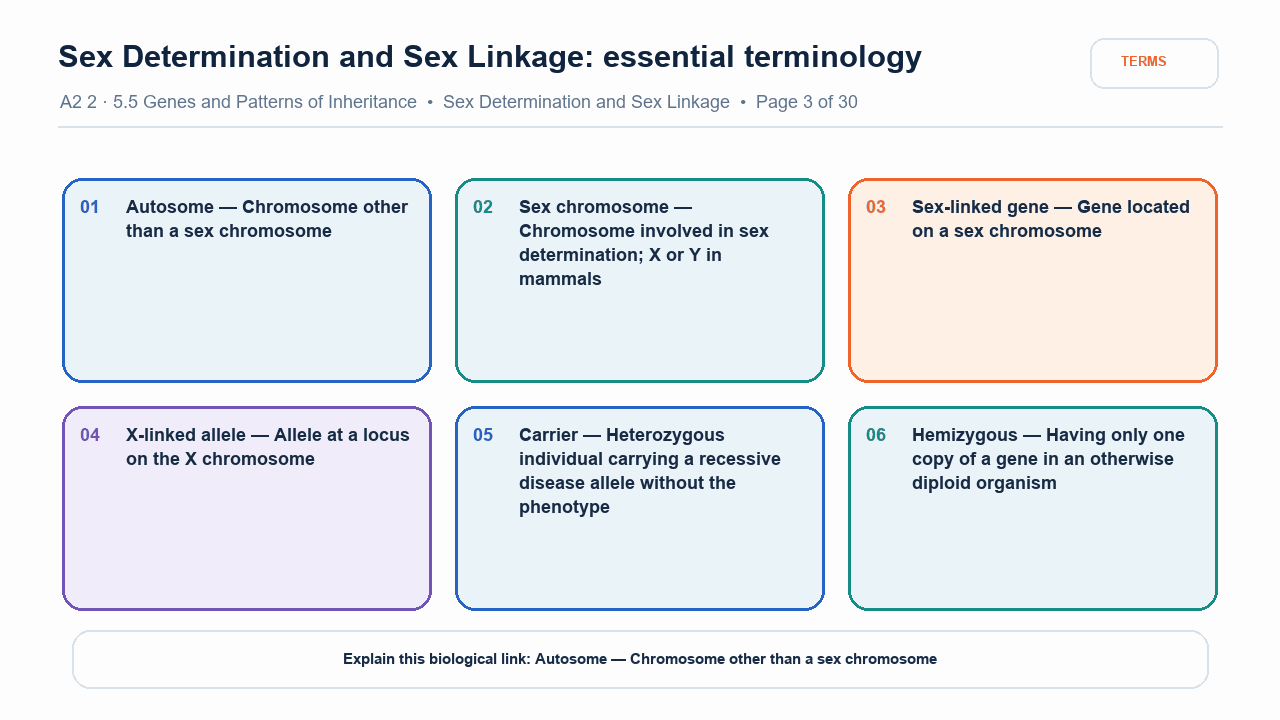 Sex Determination and Sex Linkage: essential terminology
TERMS
A2 2 · 5.5 Genes and Patterns of Inheritance • Sex Determination and Sex Linkage • Page 3 of 30
01 Autosome — Chromosome other
than a sex chromosome
02 Sex chromosome —
Chromosome involved in sex
determination; X or Y in
mammals
03 Sex-linked gene — Gene located
on a sex chromosome
04 X-linked allele — Allele at a locus
on the X chromosome
05 Carrier — Heterozygous
individual carrying a recessive
disease allele without the
phenotype
06 Hemizygous — Having only one
copy of a gene in an otherwise
diploid organism
Explain this biological link: Autosome — Chromosome other than a sex chromosome